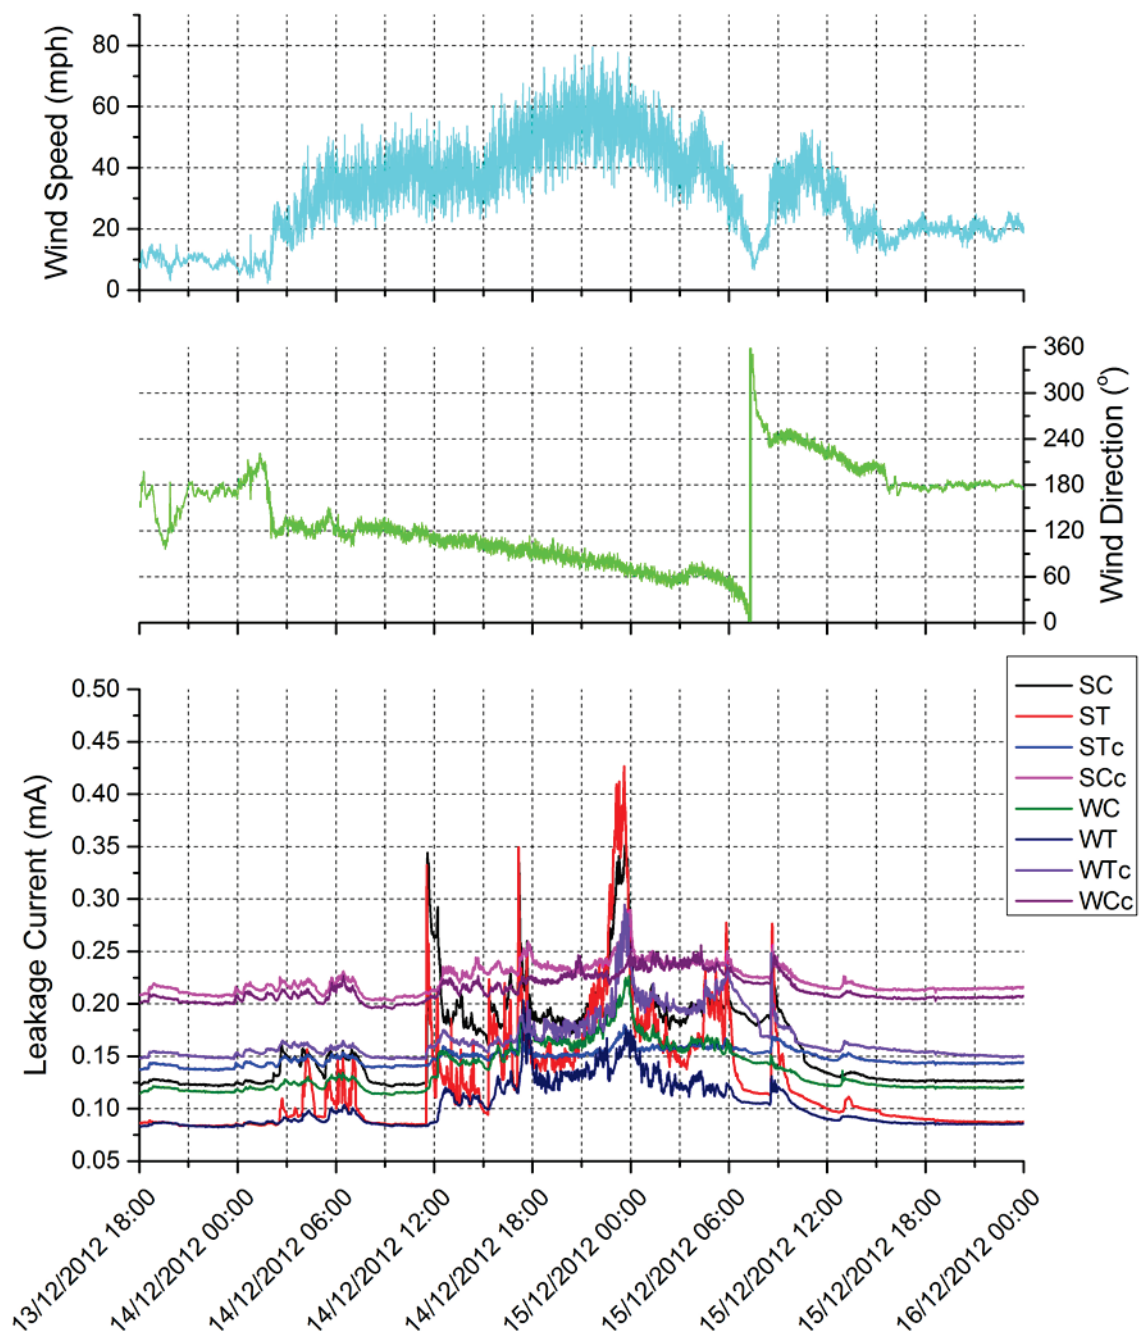 Wind Speed (mph)
80
60
40
20
0
360
300
240
180
120
60
0
Wind Direction (°)
Leakage Current (mA)
0.50
0.45
0.40
0.35
0.30
0.25
0.20
0.15
0.10
0.05
SC
ST
STc
SCc
WC
WT
WTc
WCc
13/12/2012 18:00
14/12/2012 00:00
14/12/2012 06:00
14/12/2012 12:00
14/12/2012 18:00
15/12/2012 00:00
15/12/2012 06:00
15/12/2012 12:00
15/12/2012 18:00
16/12/2012 00:00